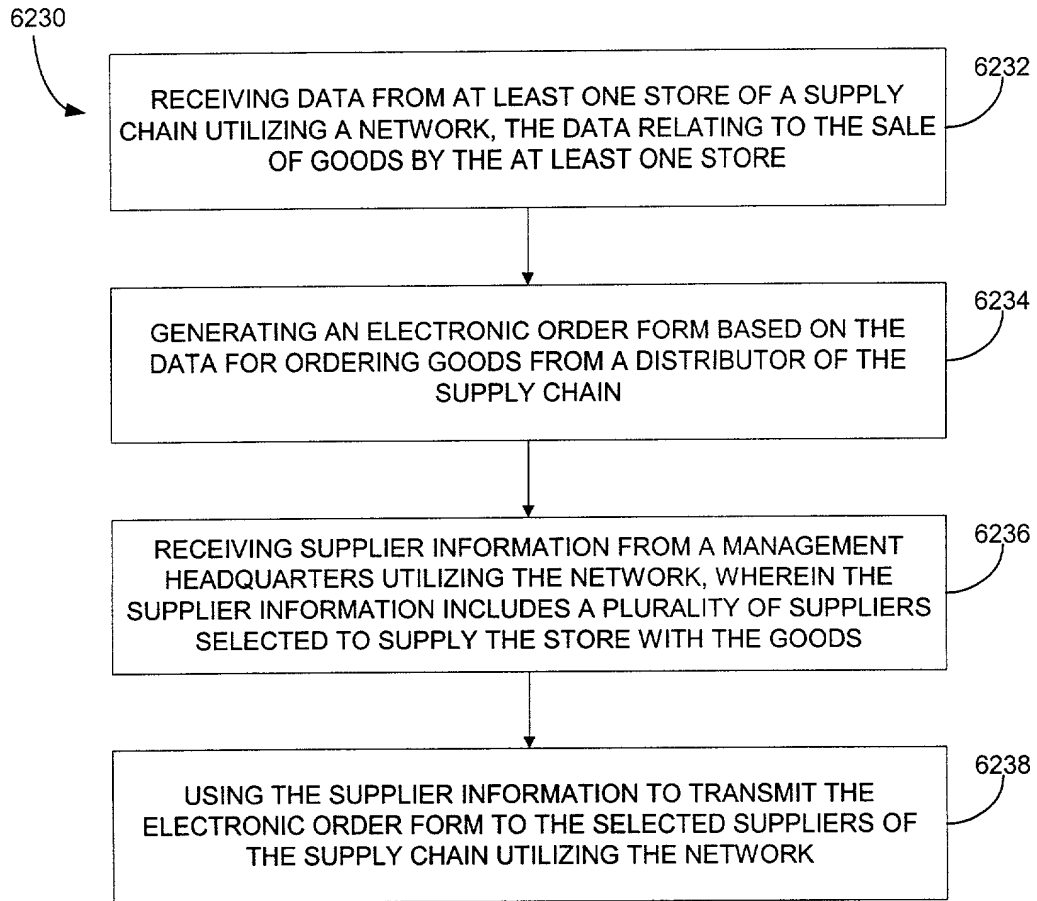 6230
6232
RECEIVING DATA FROM AT LEAST ONE STORE OF A SUPPLY
CHAIN UTILIZING A NETWORK, THE DATA RELATING TO THE SALE
OF GOODS BY THE AT LEAST ONE STORE
6234
GENERATING AN ELECTRONIC ORDER FORM BASED ON THE
DATA FOR ORDERING GOODS FROM A DISTRIBUTOR OF THE
SUPPLY CHAIN
6236
RECEIVING SUPPLIER INFORMATION FROM A MANAGEMENT
HEADQUARTERS UTILIZING THE NETWORK, WHEREIN THE
SUPPLIER INFORMATION INCLUDES A PLURALITY OF SUPPLIERS
SELECTED TO SUPPLY THE STORE WITH THE GOODS
6238
USING THE SUPPLIER INFORMATION TO TRANSMIT THE
ELECTRONIC ORDER FORM TO THE SELECTED SUPPLIERS OF
THE SUPPLY CHAIN UTILIZING THE NETWORK